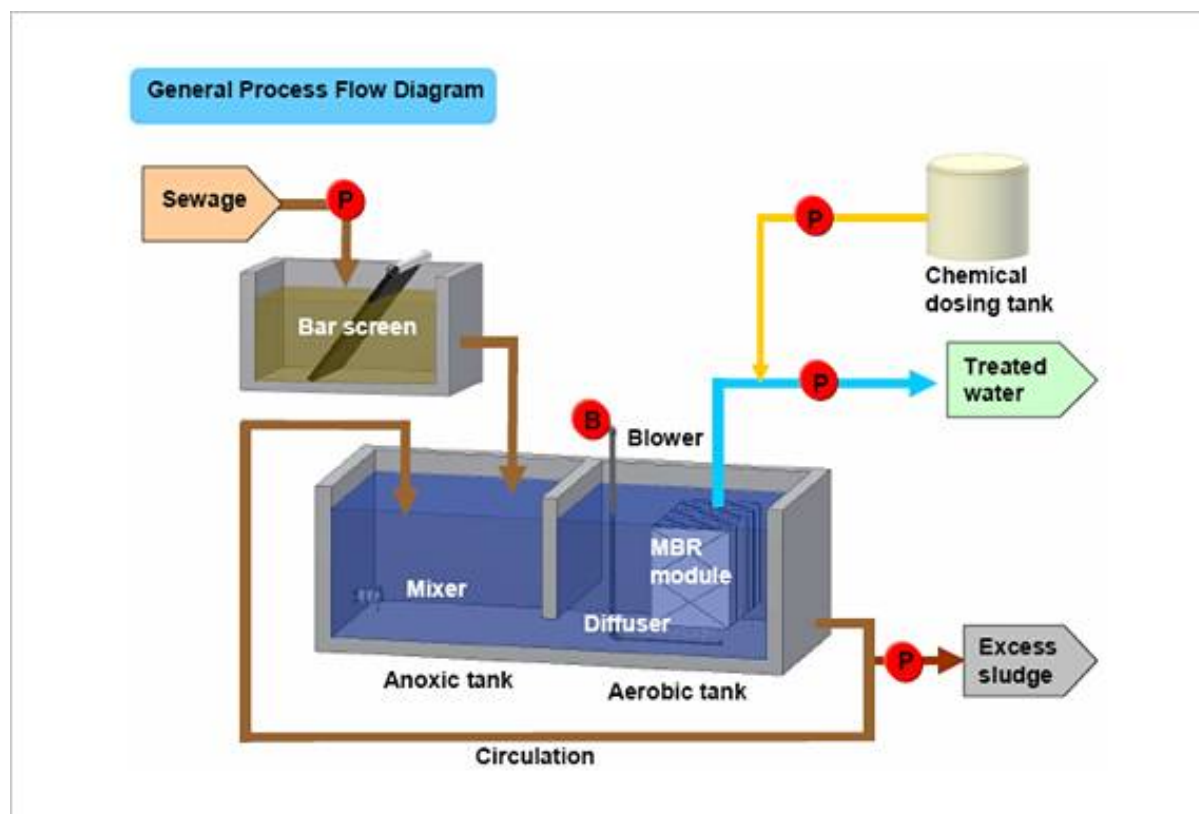 General Process Flow Diagram
Sewage
P
P
Chemical
dosing tank
Bar screen
Treated
water
P
B
Blower
MBR
module
Mixer
Diffuser
Excess
sludge
P
Anoxic tank
Aerobic tank
Circulation